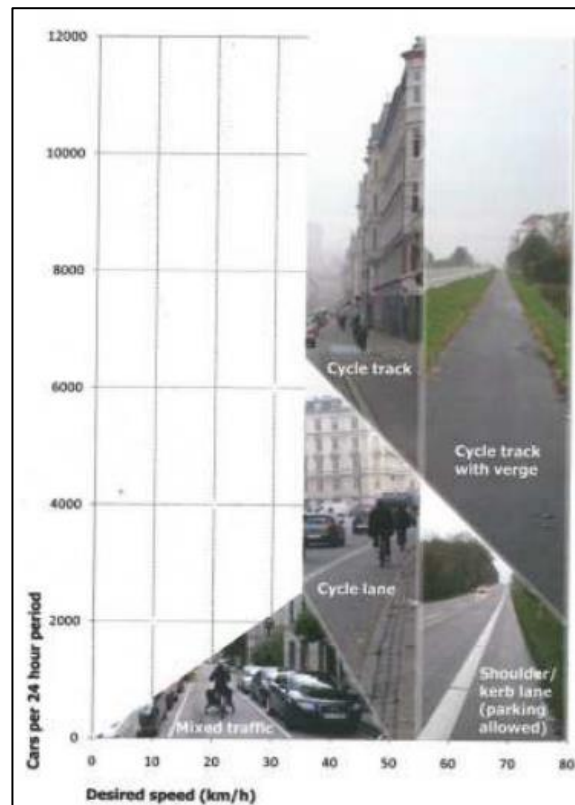 12000
10000
8000
6000
4000
2000
0
Cars per 24 hour period
Cycle track
Cycle track
with verge
Cycle lane
Shoulder/
kerb lane
(parking
allowed)
Mixed traffic
0 10 20 30 40 50 60 70 80
Desired speed (km/h)